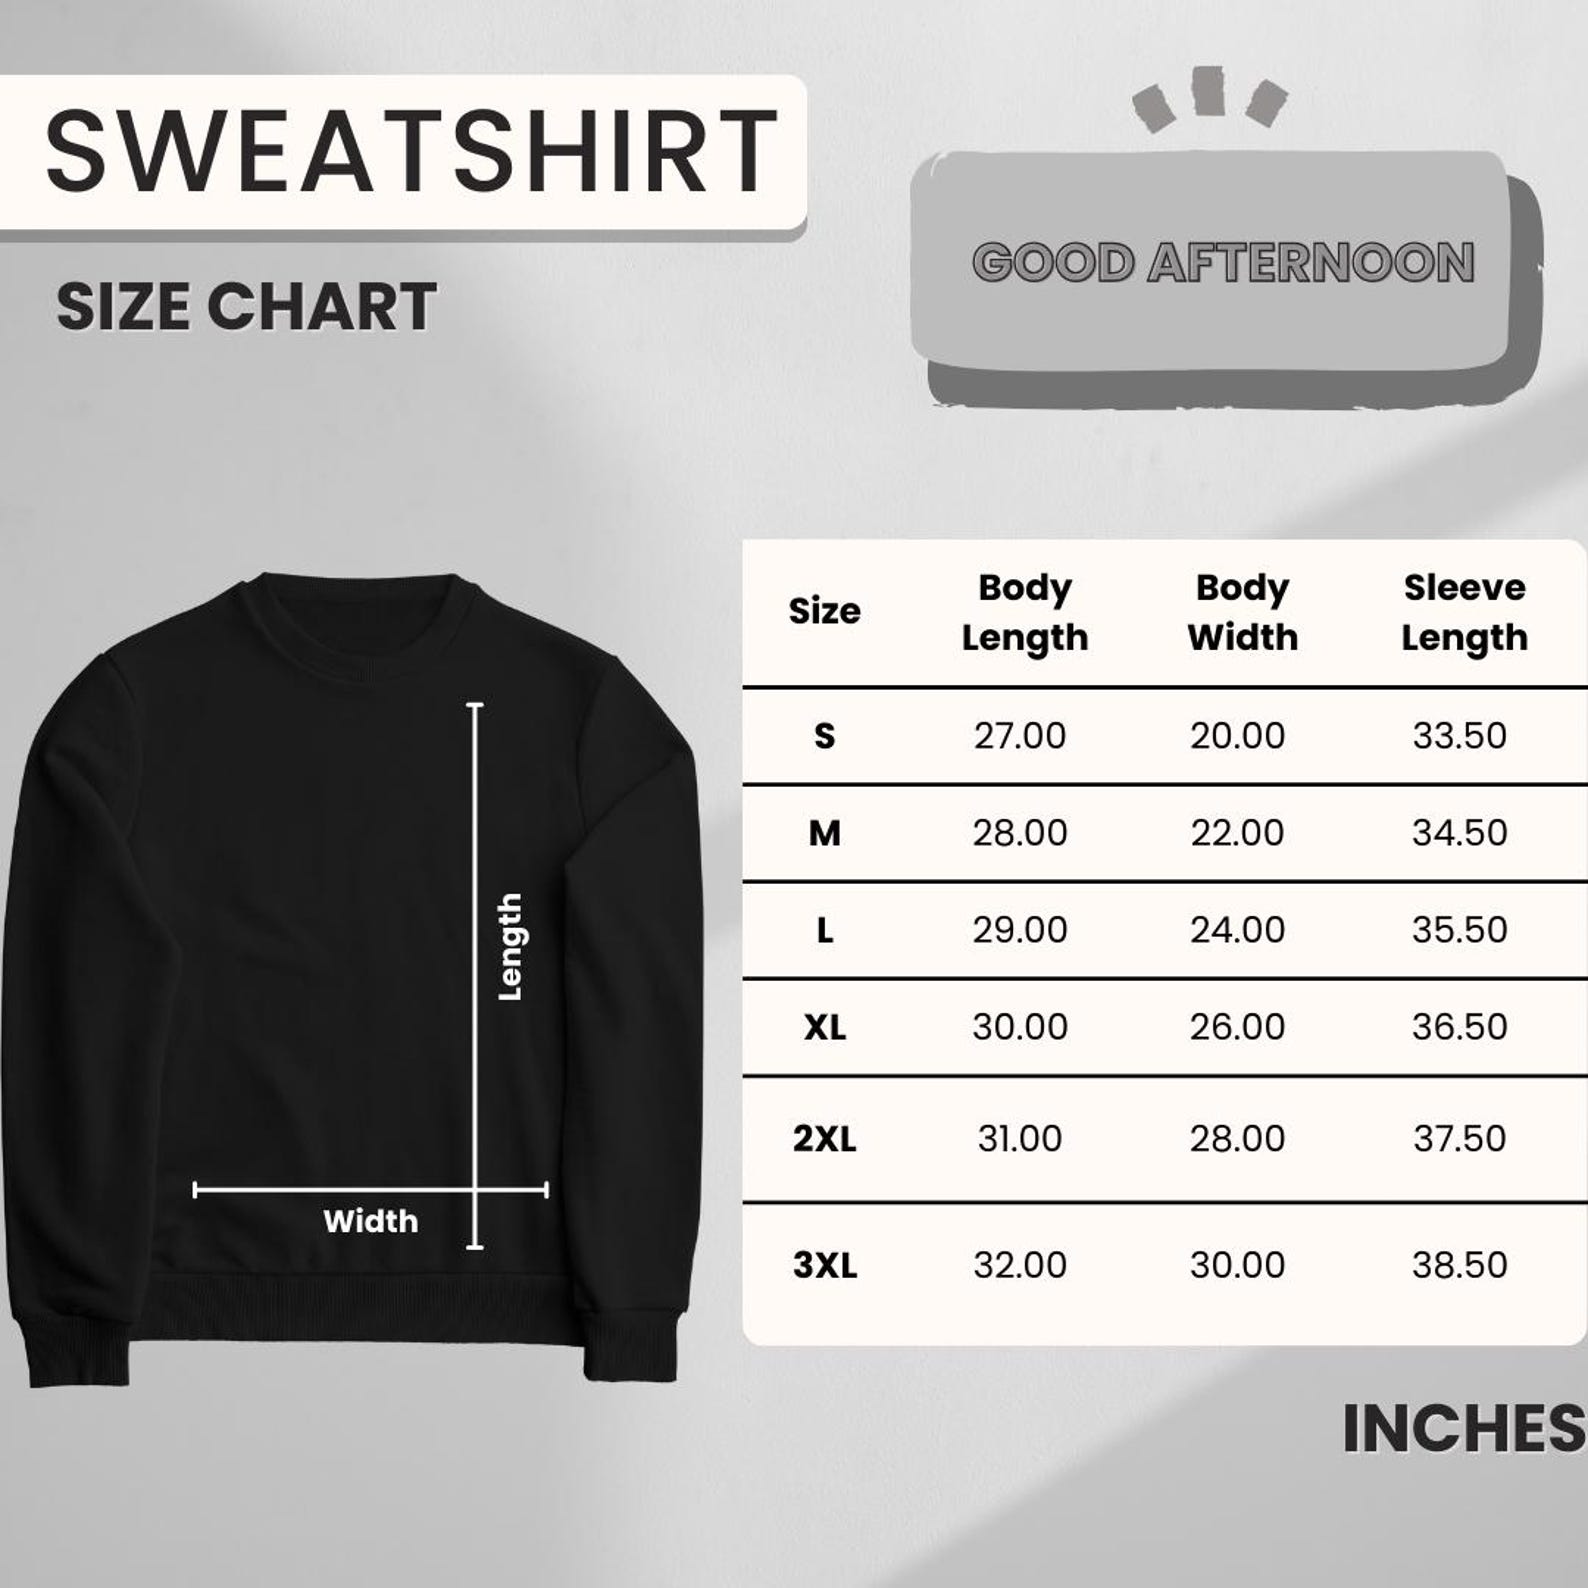 SWEATSHIRT
SIZE CHART
GOOD AFTERNOON
Size Body Length Body Width Sleeve Length
S 27.00 20.00 33.50
M 28.00 22.00 34.50
L 29.00 24.00 35.50
XL 30.00 26.00 36.50
2XL 31.00 28.00 37.50
3XL 32.00 30.00 38.50
Length
Width
INCHES